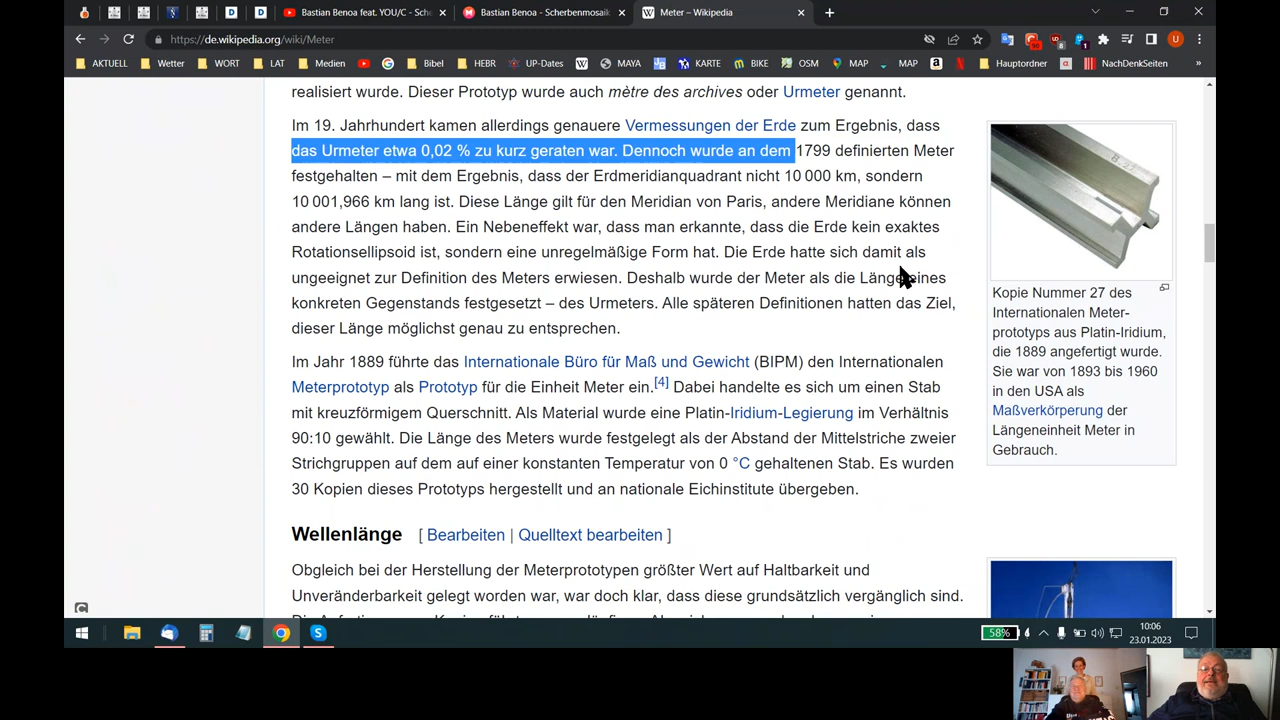 Bastian Benoa feat. YOU/C - Sche
Bastian Benoa - Scherbenmosaik
Meter – Wikipedia
https://de.wikipedia.org/wiki/Meter
AKTUELL Wetter WORT LAT Medien Bibel HEBR UP-Dates MAYA KARTE BIKE OSM MAP MAP Hauptordner NachDenkSeiten »
realisiert wurde. Dieser Prototyp wurde auch mètre des archives oder Urmeter genannt.
Im 19. Jahrhundert kamen allerdings genauere Vermessungen der Erde zum Ergebnis, dass
das Urmeter etwa 0,02 % zu kurz geraten war. Dennoch wurde an dem 1799 definierten Meter
festgehalten – mit dem Ergebnis, dass der Erdmeridianquadrant nicht 10 000 km, sondern
10 001,966 km lang ist. Diese Länge gilt für den Meridian von Paris, andere Meridiane können
andere Längen haben. Ein Nebeneffekt war, dass man erkannte, dass die Erde kein exaktes
Rotationsellipsoid ist, sondern eine unregelmäßige Form hat. Die Erde hatte sich damit als
ungeeignet zur Definition des Meters erwiesen. Deshalb wurde der Meter als die Länge eines
konkreten Gegenstands festgesetzt – des Urmeters. Alle späteren Definitionen hatten das Ziel,
dieser Länge möglichst genau zu entsprechen.
Im Jahr 1889 führte das Internationale Büro für Maß und Gewicht (BIPM) den Internationalen
Meterprototyp als Prototyp für die Einheit Meter ein.[4] Dabei handelte es sich um einen Stab
mit kreuzförmigem Querschnitt. Als Material wurde eine Platin-Iridium-Legierung im Verhältnis
90:10 gewählt. Die Länge des Meters wurde festgelegt als der Abstand der Mittelstriche zweier
Strichgruppen auf dem auf einer konstanten Temperatur von 0 °C gehaltenen Stab. Es wurden
30 Kopien dieses Prototyps hergestellt und an nationale Eichinstitute übergeben.
Kopie Nummer 27 des
Internationalen Meter-
prototyps aus Platin-Iridium,
die 1889 angefertigt wurde.
Sie war von 1893 bis 1960
in den USA als
Maßverkörperung der
Längeneinheit Meter in
Gebrauch.
Wellenlänge [ Bearbeiten | Quelltext bearbeiten ]
Obgleich bei der Herstellung der Meterprototypen größter Wert auf Haltbarkeit und
Unveränderbarkeit gelegt worden war, war doch klar, dass diese grundsätzlich vergänglich sind.
58%
10:06
23.01.2023